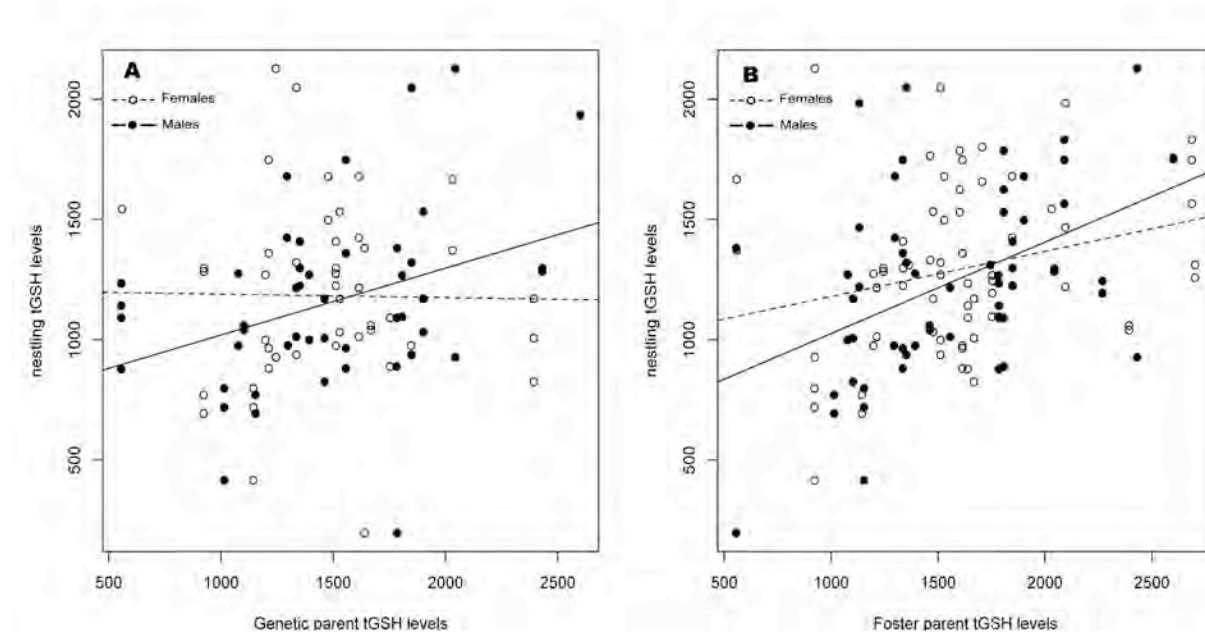 A
Females
Males
nestling tGSH levels
2000
1500
1000
500
500 1000 1500 2000 2500
Genetic parent tGSH levels
B
Females
Males
nestling tGSH levels
2000
1500
1000
500
500 1000 1500 2000 2500
Foster parent tGSH levels